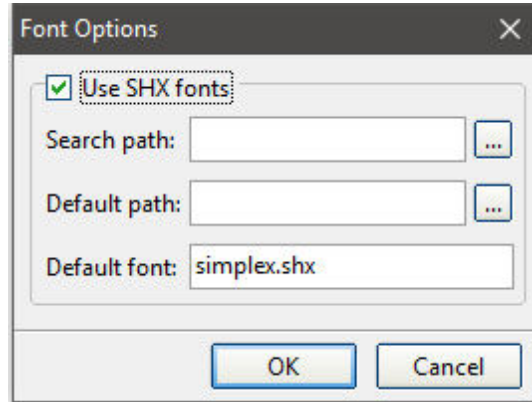 Font Options
Use SHX fonts
Search path:
...
Default path:
...
Default font: simplex.shx
OK Cancel